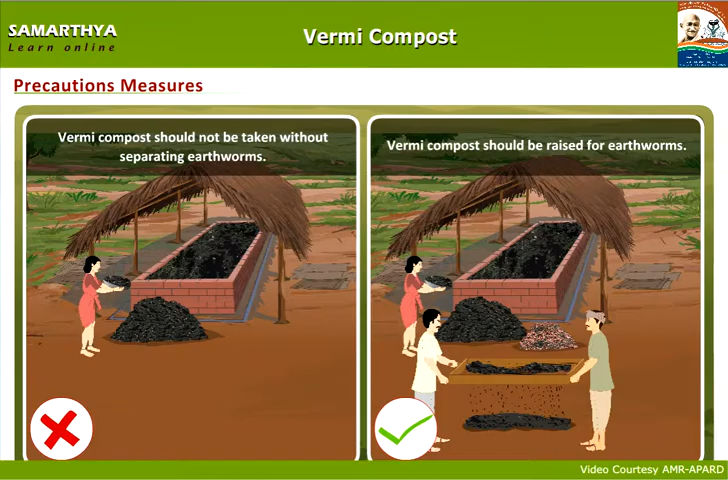 SAMARTHYA
Learn online
Vermi Compost
Precautions Measures
Vermi compost should not be taken without
separating earthworms.
Vermi compost should be raised for earthworms.
Video Courtesy AMR-APARD